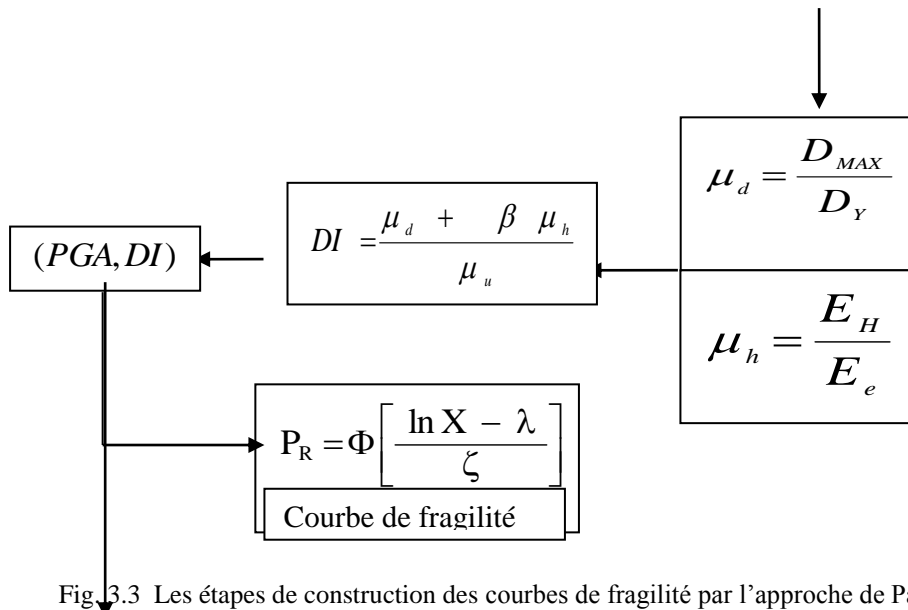 μ_d = D_MAX / D_Y
DI = (μ_d + β μ_h) / μ_u
(PGA, DI)
μ_h = E_H / E_e
P_R = Φ[(ln X − λ) / ζ]
Courbe de fragilité
Fig. 3.3 Les étapes de construction des courbes de fragilité par l’approche de